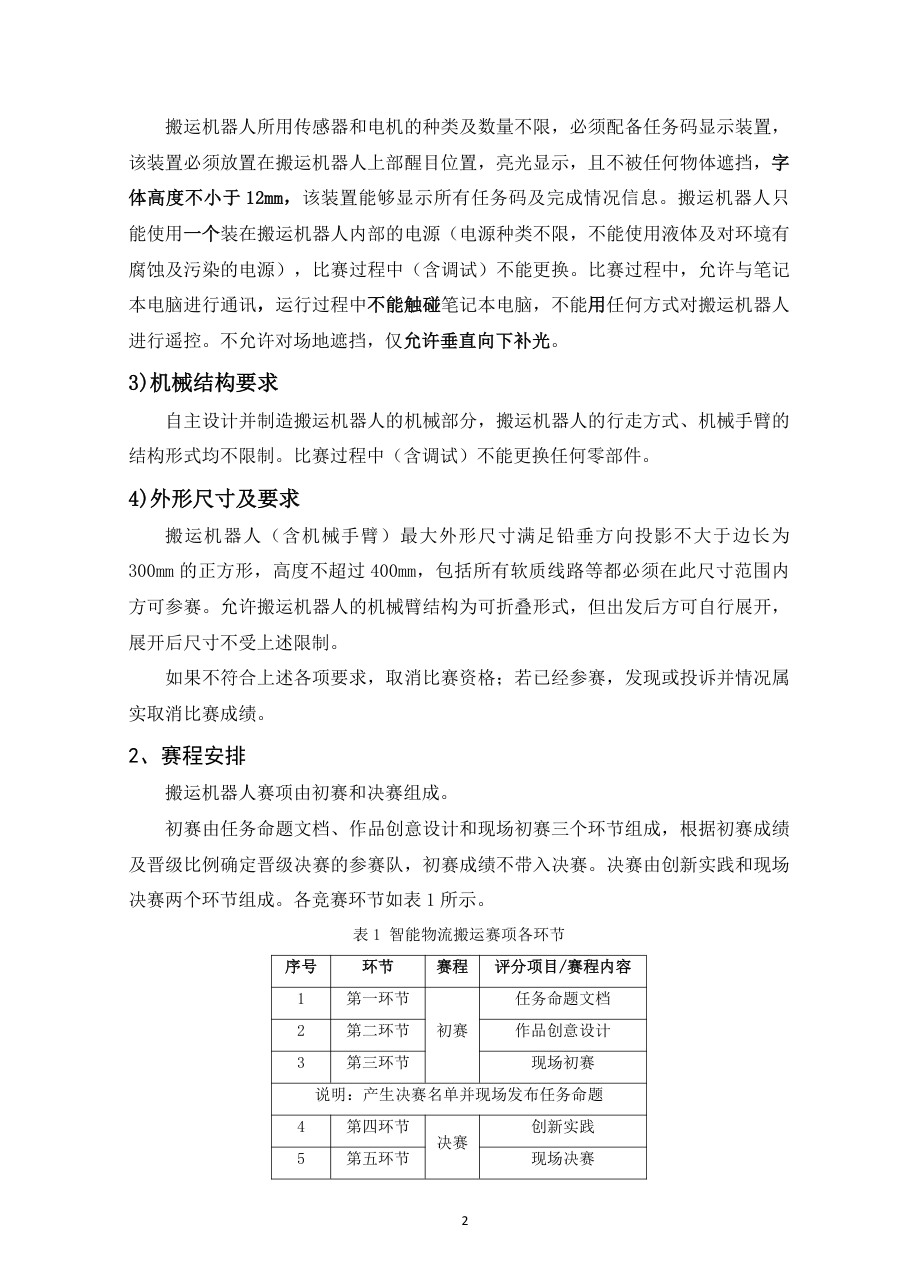 搬运机器人所用传感器和电机的种类及数量不限，必须配备任务码显示装置，
该装置必须放置在搬运机器人上部醒目位置，亮光显示，且不被任何物体遮挡，字
体高度不小于 12mm，该装置能够显示所有任务码及完成情况信息。搬运机器人只
能使用一个装在搬运机器人内部的电源（电源种类不限，不能使用液体及对环境有
腐蚀及污染的电源），比赛过程中（含调试）不能更换。比赛过程中，允许与笔记
本电脑进行通讯，运行过程中不能触碰笔记本电脑，不能用任何方式对搬运机器人
进行遥控。不允许对场地遮挡，仅允许垂直向下补光。
3)机械结构要求
自主设计并制造搬运机器人的机械部分，搬运机器人的行走方式、机械手臂的
结构形式均不限制。比赛过程中（含调试）不能更换任何零部件。
4)外形尺寸及要求
搬运机器人（含机械手臂）最大外形尺寸满足铅垂方向投影不大于边长为
300mm 的正方形，高度不超过 400mm，包括所有软质线路等都必须在此尺寸范围内
方可参赛。允许搬运机器人的机械臂结构为可折叠形式，但出发后方可自行展开，
展开后尺寸不受上述限制。
如果不符合上述各项要求，取消比赛资格；若已经参赛，发现或投诉并情况属
实取消比赛成绩。
2、赛程安排
搬运机器人赛项由初赛和决赛组成。
初赛由任务命题文档、作品创意设计和现场初赛三个环节组成，根据初赛成绩
及晋级比例确定晋级决赛的参赛队，初赛成绩不带入决赛。决赛由创新实践和现场
决赛两个环节组成。各竞赛环节如表 1 所示。
表 1 智能物流搬运赛项各环节
序号 环节 赛程 评分项目/赛程内容
1 第一环节 任务命题文档
2 第二环节 初赛 作品创意设计
3 第三环节 现场初赛
说明：产生决赛名单并现场发布任务命题
4 第四环节 决赛 创新实践
5 第五环节 现场决赛
2